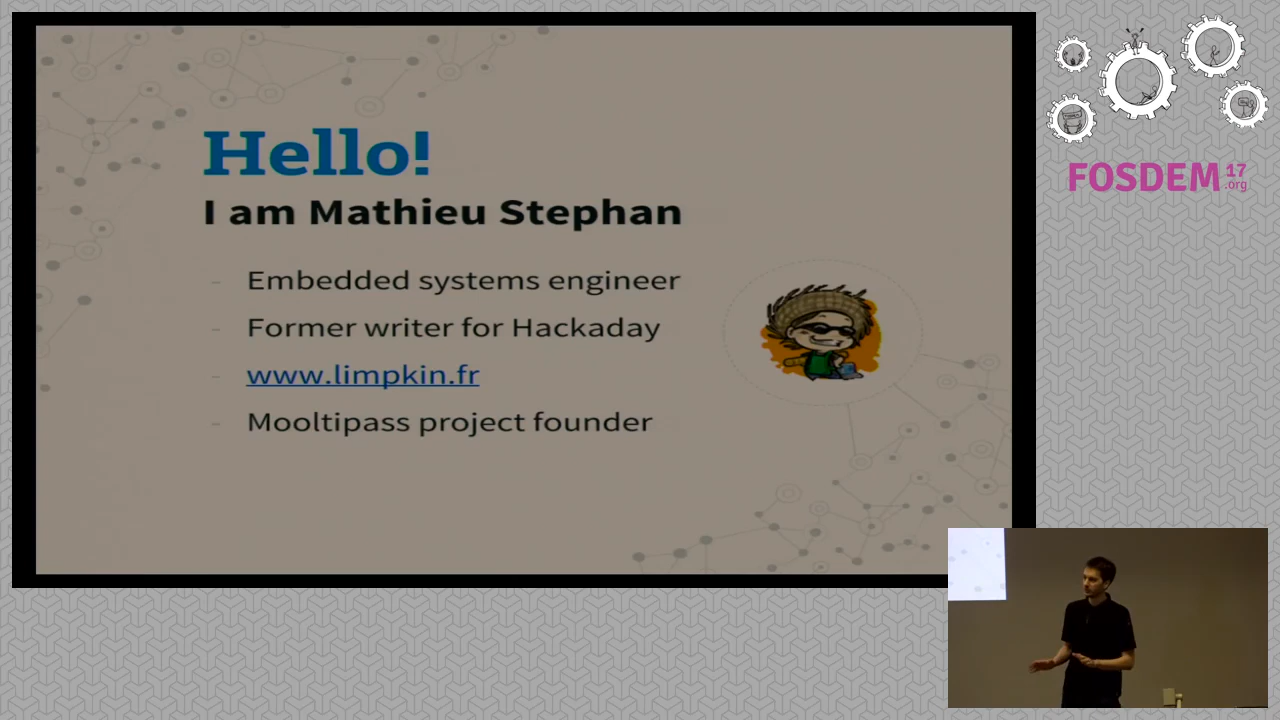 Hello!
I am Mathieu Stephan
- Embedded systems engineer
- Former writer for Hackaday
- www.limpkin.fr
- Mooltipass project founder
FOSDEM 17 .org